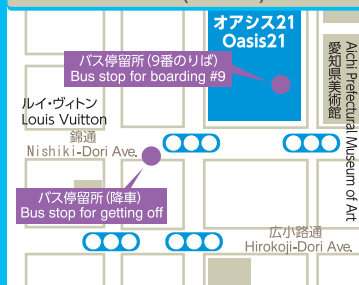 オアシス21
Oasis21
バス停留所（9番のりば）
Bus stop for boarding #9
愛知県美術館
Aichi Prefectural Museum of Art
ルイ・ヴィトン
Louis Vuitton
錦通
Nishiki-Dori Ave.
バス停留所（降車）
Bus stop for getting off
広小路通
Hirokoji-Dori Ave.